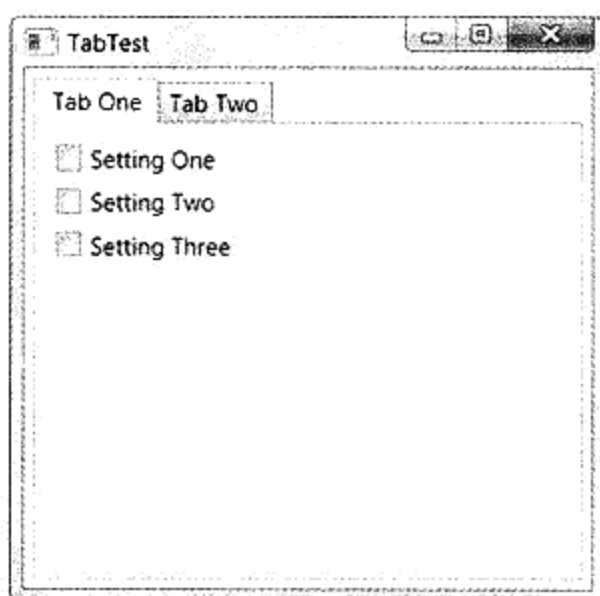 TabTest
Tab One
Tab Two
Setting One
Setting Two
Setting Three